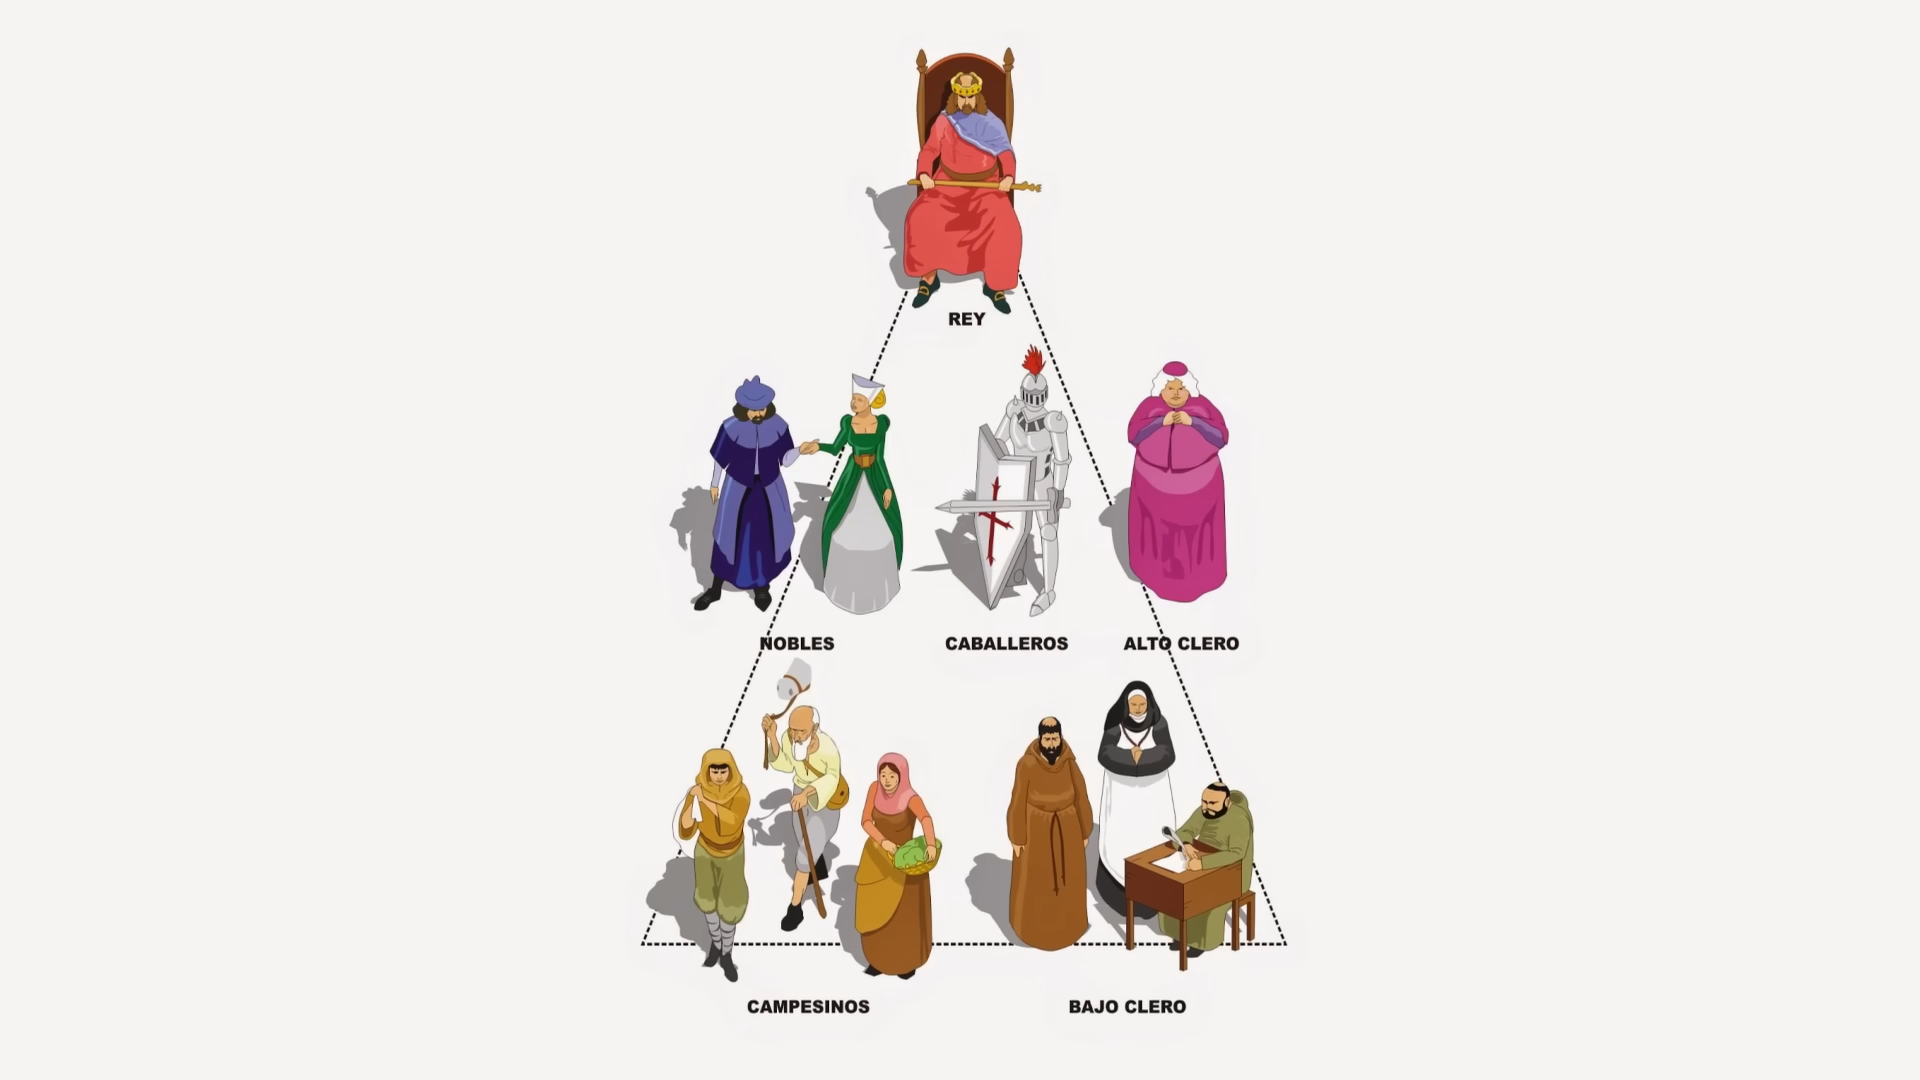 REY
NOBLES
CABALLEROS
ALTO CLERO
CAMPESINOS
BAJO CLERO